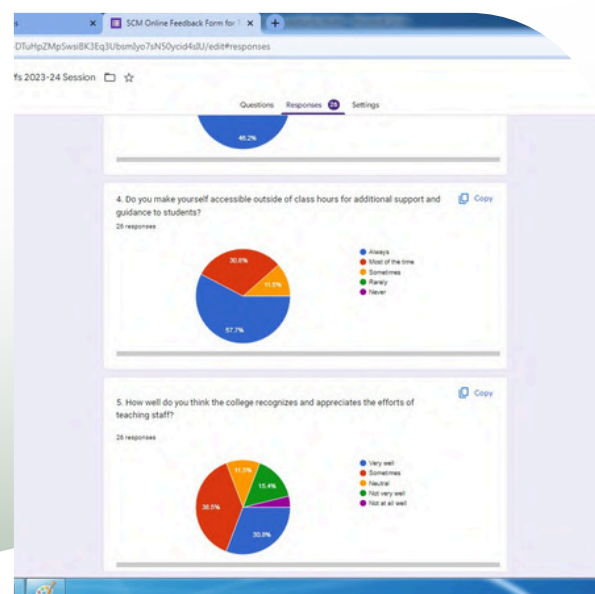 s
SCM Online Feedback Form for T
fs 2023-24 Session
Questions Responses 26 Settings
46.2%
4. Do you make yourself accessible outside of class hours for additional support and
guidance to students?
Copy
26 responses
30.8%
11.5%
57.7%
Always
Most of the time
Sometimes
Rarely
Never
5. How well do you think the college recognizes and appreciates the efforts of
teaching staff?
Copy
26 responses
11.5%
15.4%
38.5%
30.8%
Very well
Sometimes
Neutral
Not very well
Not at all well